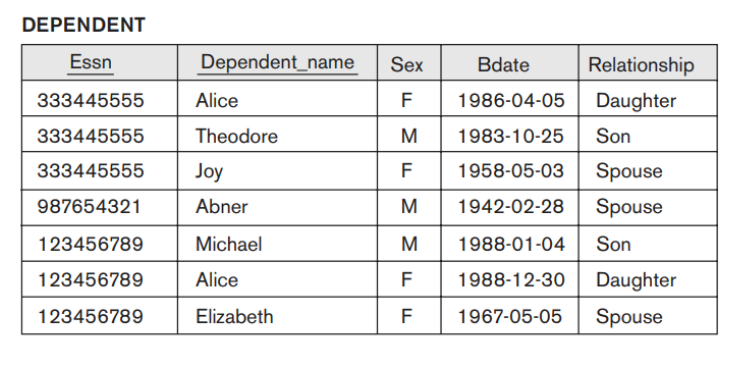 DEPENDENT
Essn Dependent_name Sex Bdate Relationship
333445555 Alice F 1986-04-05 Daughter
333445555 Theodore M 1983-10-25 Son
333445555 Joy F 1958-05-03 Spouse
987654321 Abner M 1942-02-28 Spouse
123456789 Michael M 1988-01-04 Son
123456789 Alice F 1988-12-30 Daughter
123456789 Elizabeth F 1967-05-05 Spouse